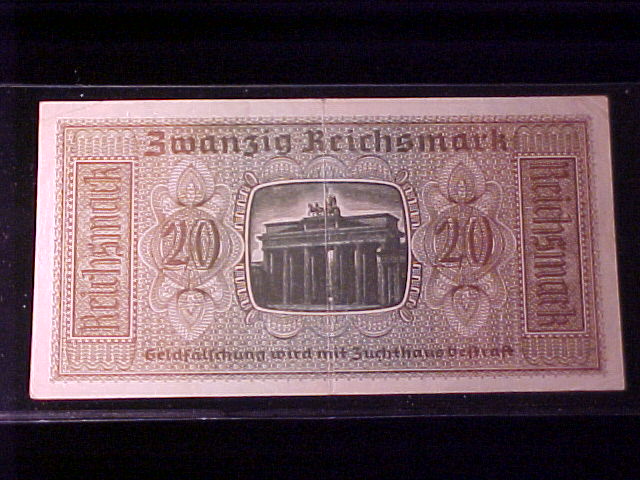 Zwanzig Reichsmark
Reichsmark
20
20
Reichsmark
Geldfälschung wird mit Zuchthaus bestraft